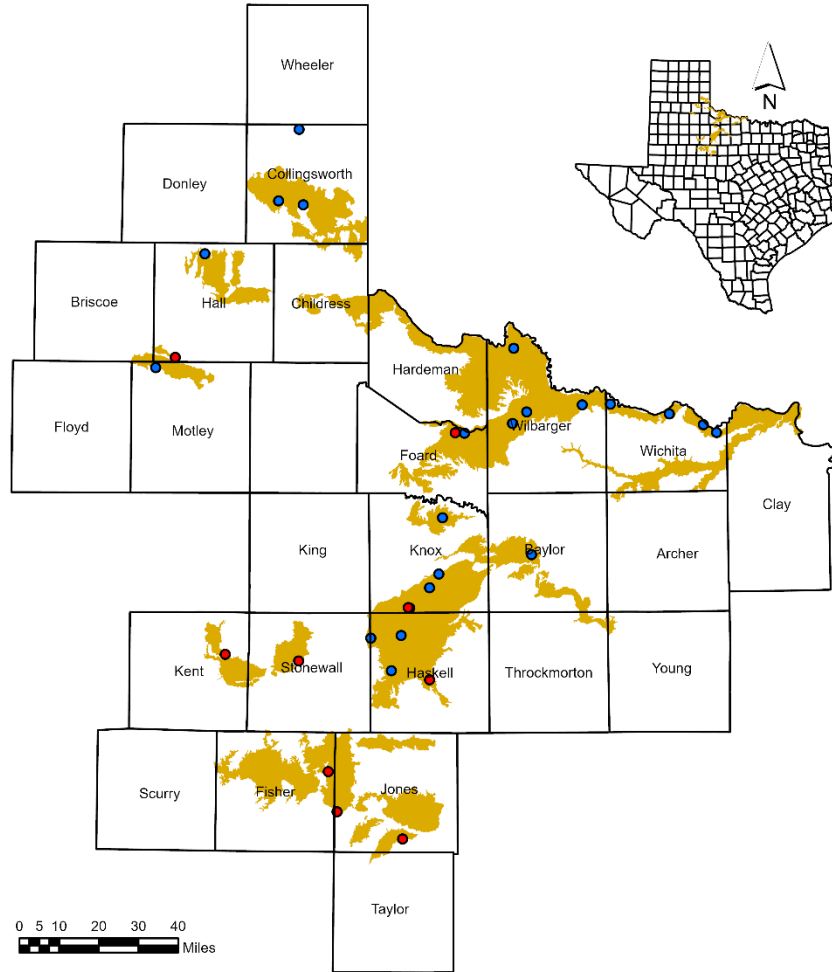 Wheeler
N
Donley
Collingsworth
Briscoe
Hall
Childress
Hardeman
Floyd
Motley
Foard
Wilbarger
Wichita
Clay
King
Knox
Baylor
Archer
Kent
Stonewall
Haskell
Throckmorton
Young
Scurry
Fisher
Jones
Taylor
0 5 10 20 30 40
Miles